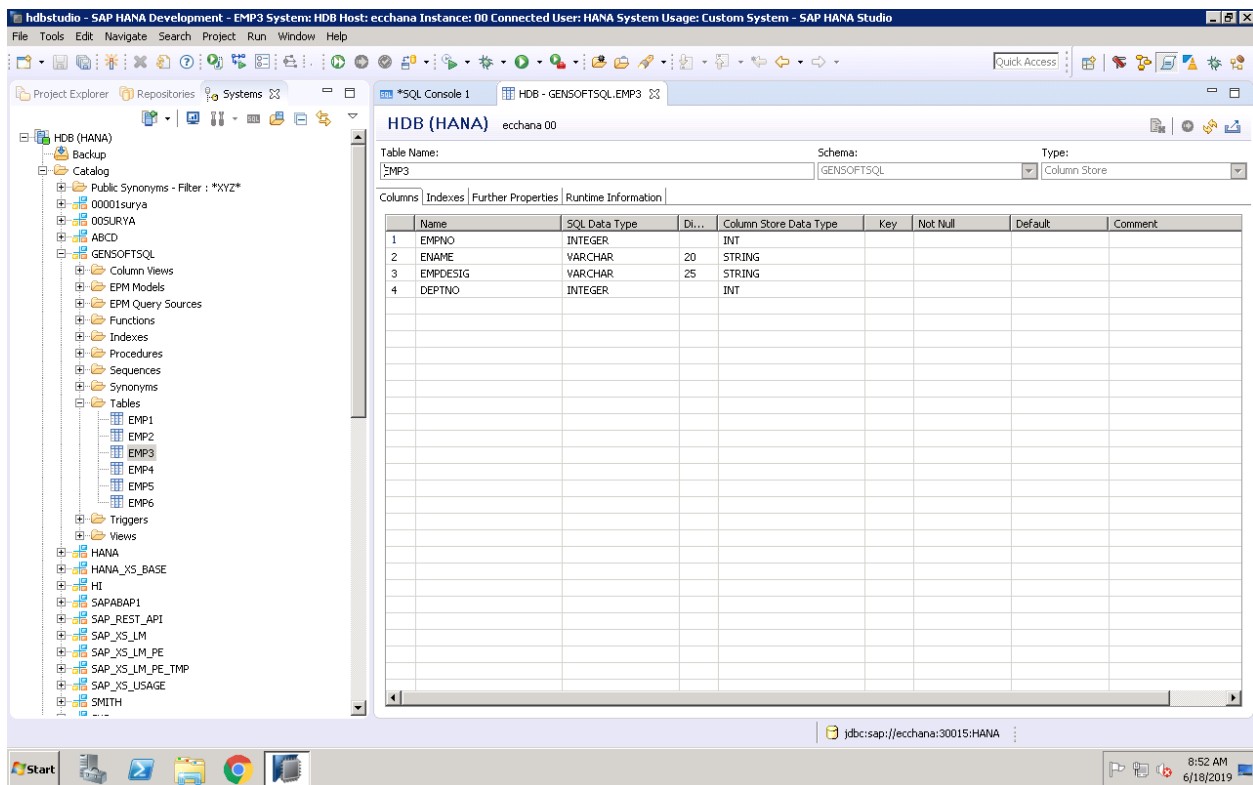 hdbstudio - SAP HANA Development - EMP3 System: HDB Host: ecchana Instance: 00 Connected User: HANA System Usage: Custom System - SAP HANA Studio
File Tools Edit Navigate Search Project Run Window Help
Quick Access
Project Explorer Repositories Systems
*SQL Console 1 HDB - GENSOFTSQL.EMP3
HDB (HANA) ecchana 00
Table Name: Schema: Type:
EMP3 GENSOFTSQL Column Store
Columns Indexes Further Properties Runtime Information
Name SQL Data Type Di... Column Store Data Type Key Not Null Default Comment
1 EMPNO INTEGER INT
2 ENAME VARCHAR 20 STRING
3 EMPDESIG VARCHAR 25 STRING
4 DEPTNO INTEGER INT
HDB (HANA)
Backup
Catalog
Public Synonyms - Filter : *XYZ*
00001surya
00SURYA
ABCD
GENSOFTSQL
Column Views
EPM Models
EPM Query Sources
Functions
Indexes
Procedures
Sequences
Synonyms
Tables
EMP1
EMP2
EMP3
EMP4
EMP5
EMP6
Triggers
Views
HANA
HANA_XS_BASE
HI
SAPABAP1
SAP_REST_API
SAP_XS_LM
SAP_XS_LM_PE
SAP_XS_LM_PE_TMP
SAP_XS_USAGE
SMITH
jdbc:sap://ecchana:30015:HANA
Start
8:52 AM
6/18/2019